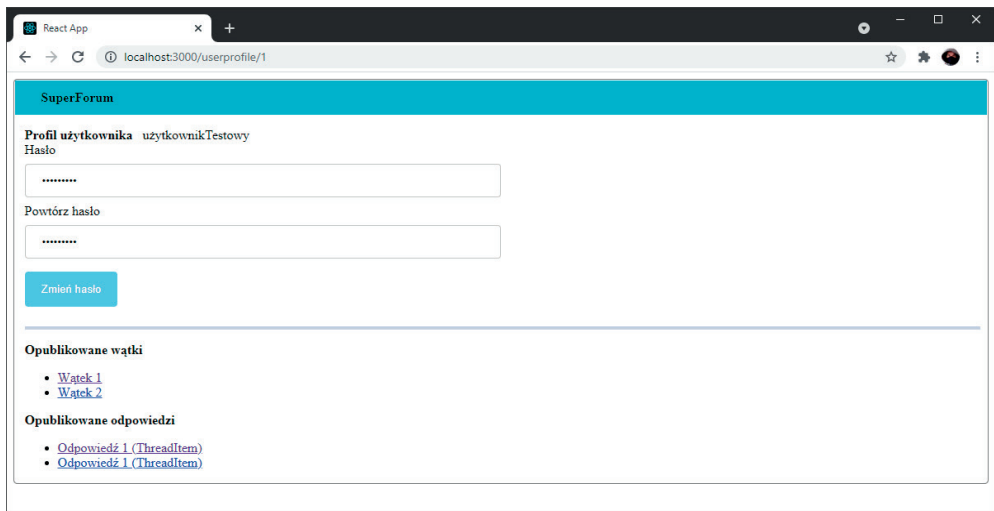 React App
localhost:3000/userprofile/1
SuperForum
Profil użytkownika użytkownikTestowy
Hasło
•••••••••
Powtórz hasło
•••••••••
Zmień hasło
Opublikowane wątki
• Wątek 1
• Wątek 2
Opublikowane odpowiedzi
• Odpowiedź 1 (ThreadItem)
• Odpowiedź 1 (ThreadItem)